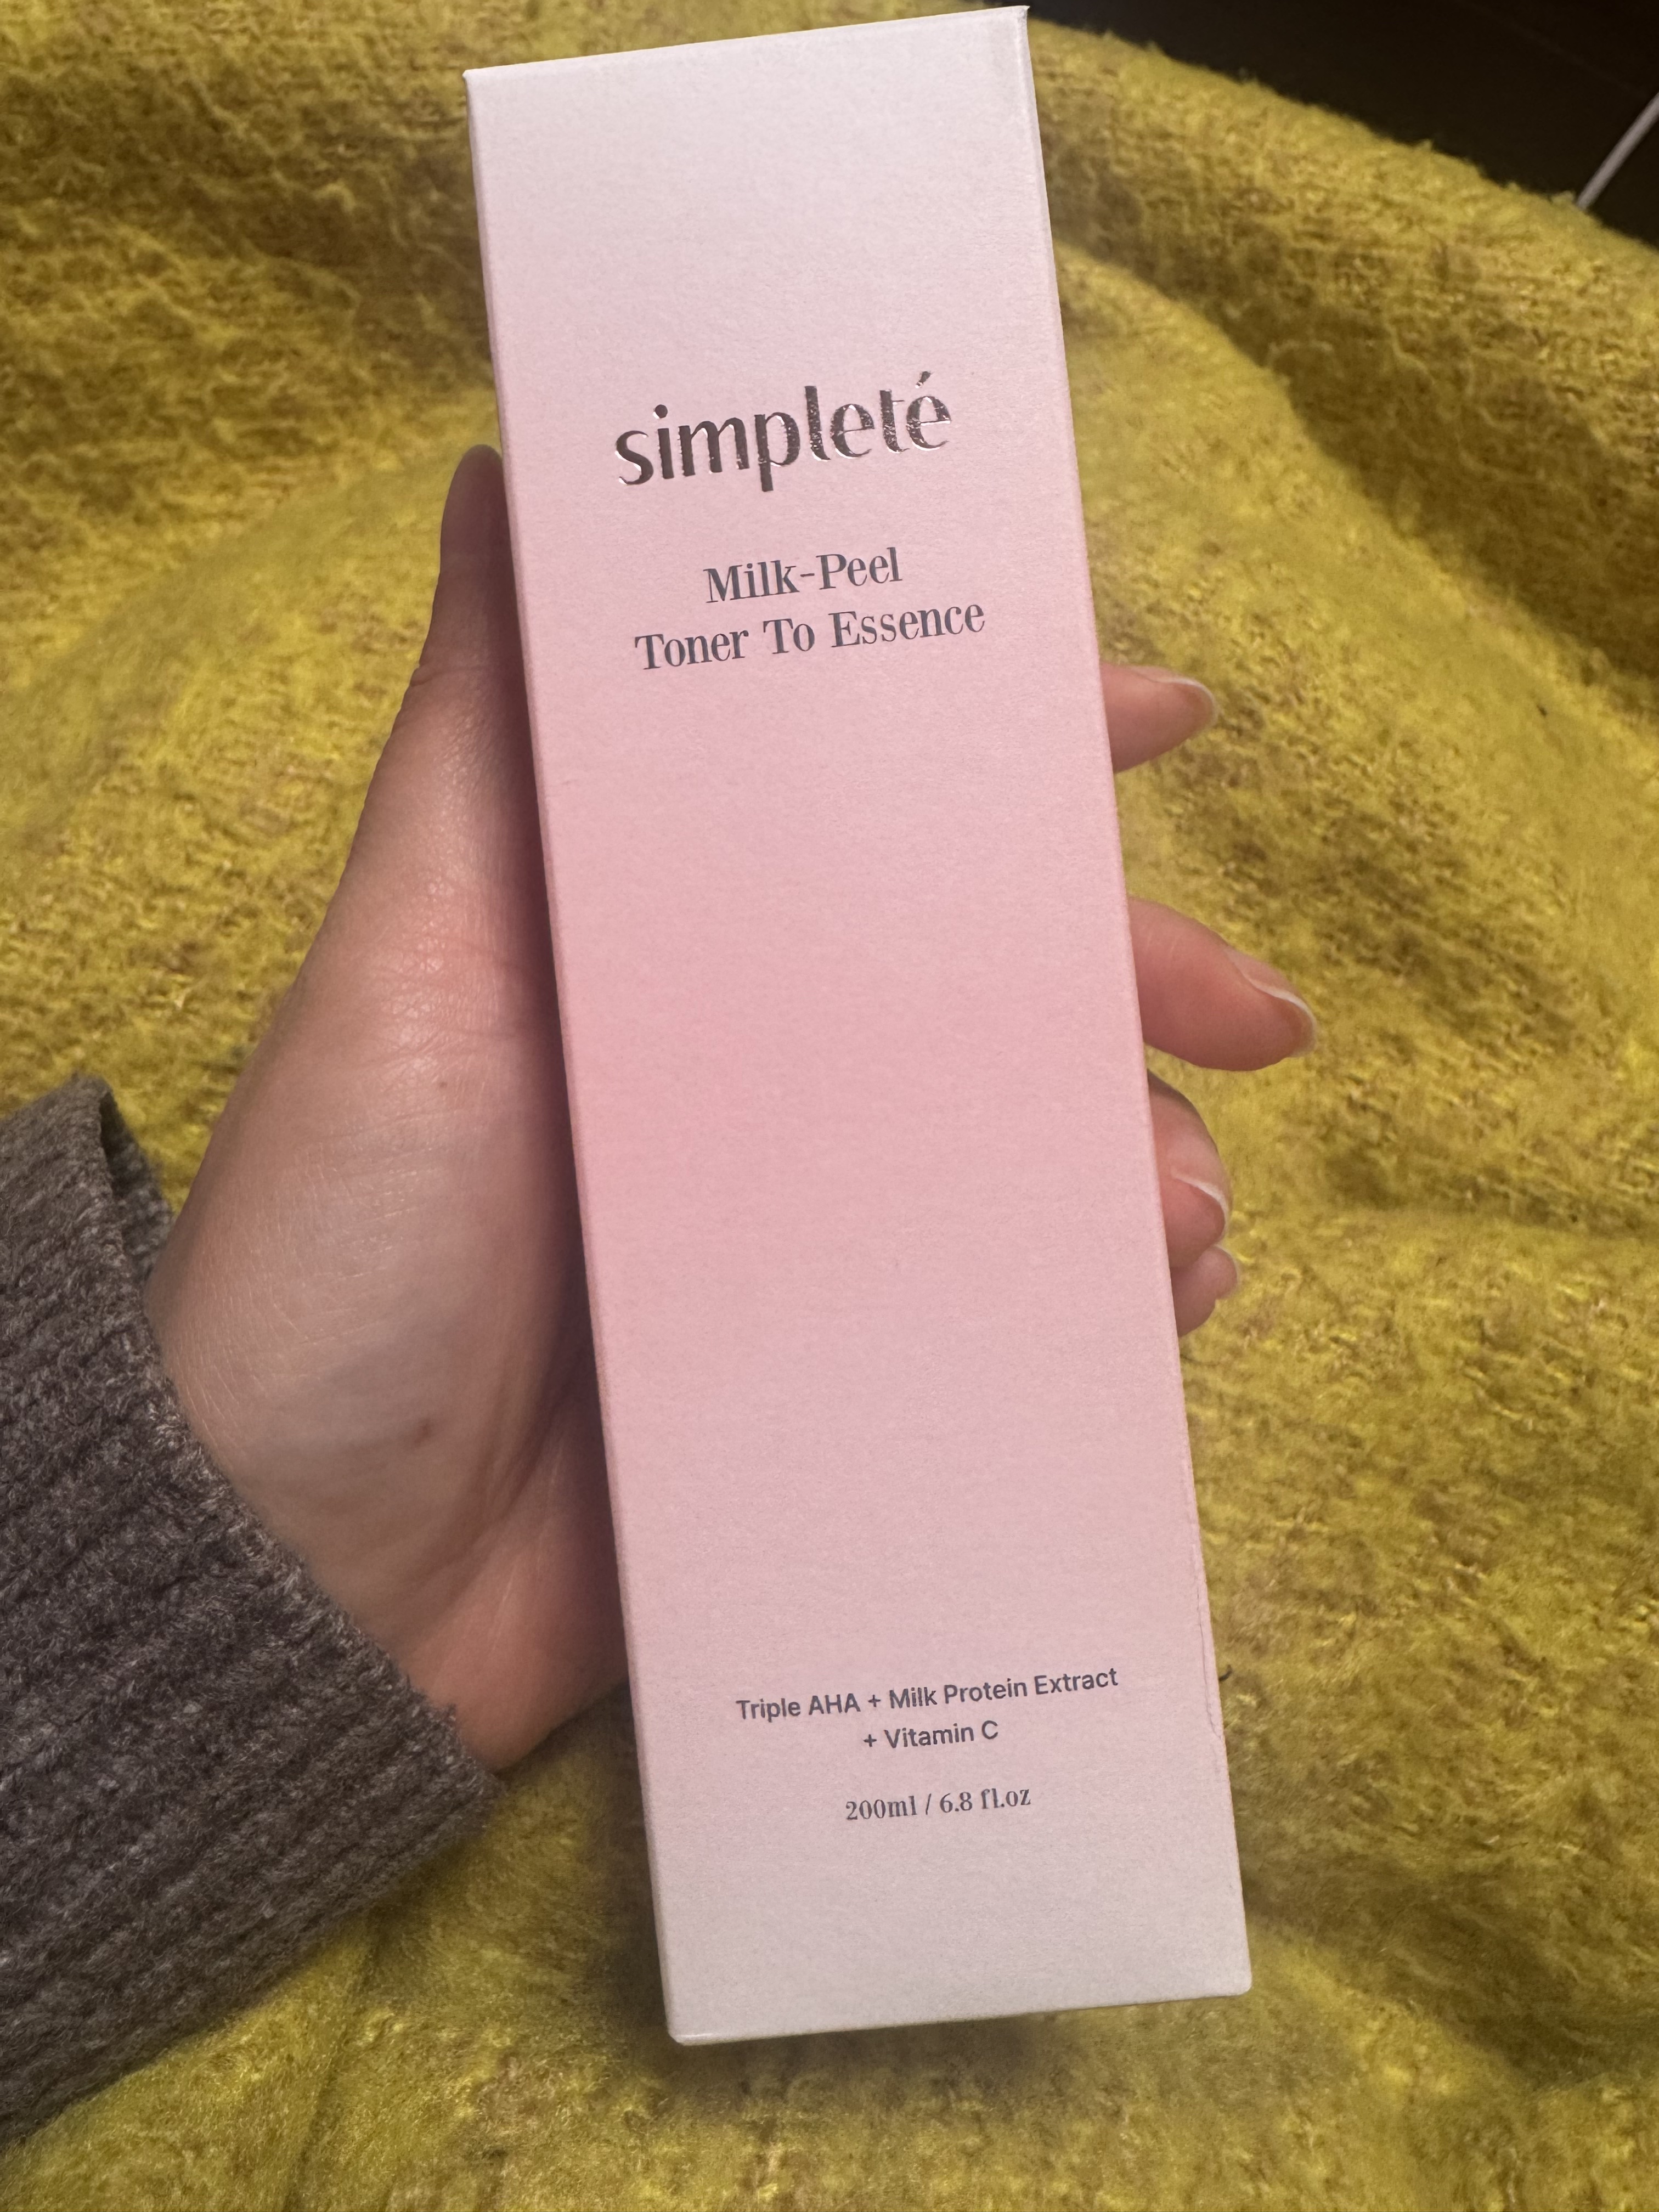 simpleté
Milk-Peel
Toner To Essence
Triple AHA + Milk Protein Extract
+ Vitamin C
200ml / 6.8 fl.oz